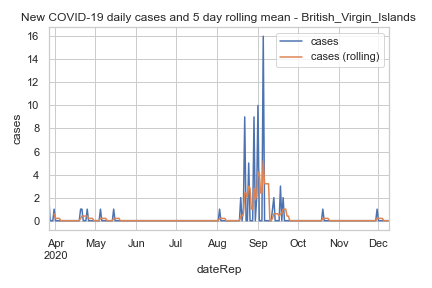 New COVID-19 daily cases and 5 day rolling mean - British_Virgin_Islands
cases
cases (rolling)
16
14
12
10
8
6
4
2
0
cases
Apr May Jun Jul Aug Sep Oct Nov Dec
2020
dateRep